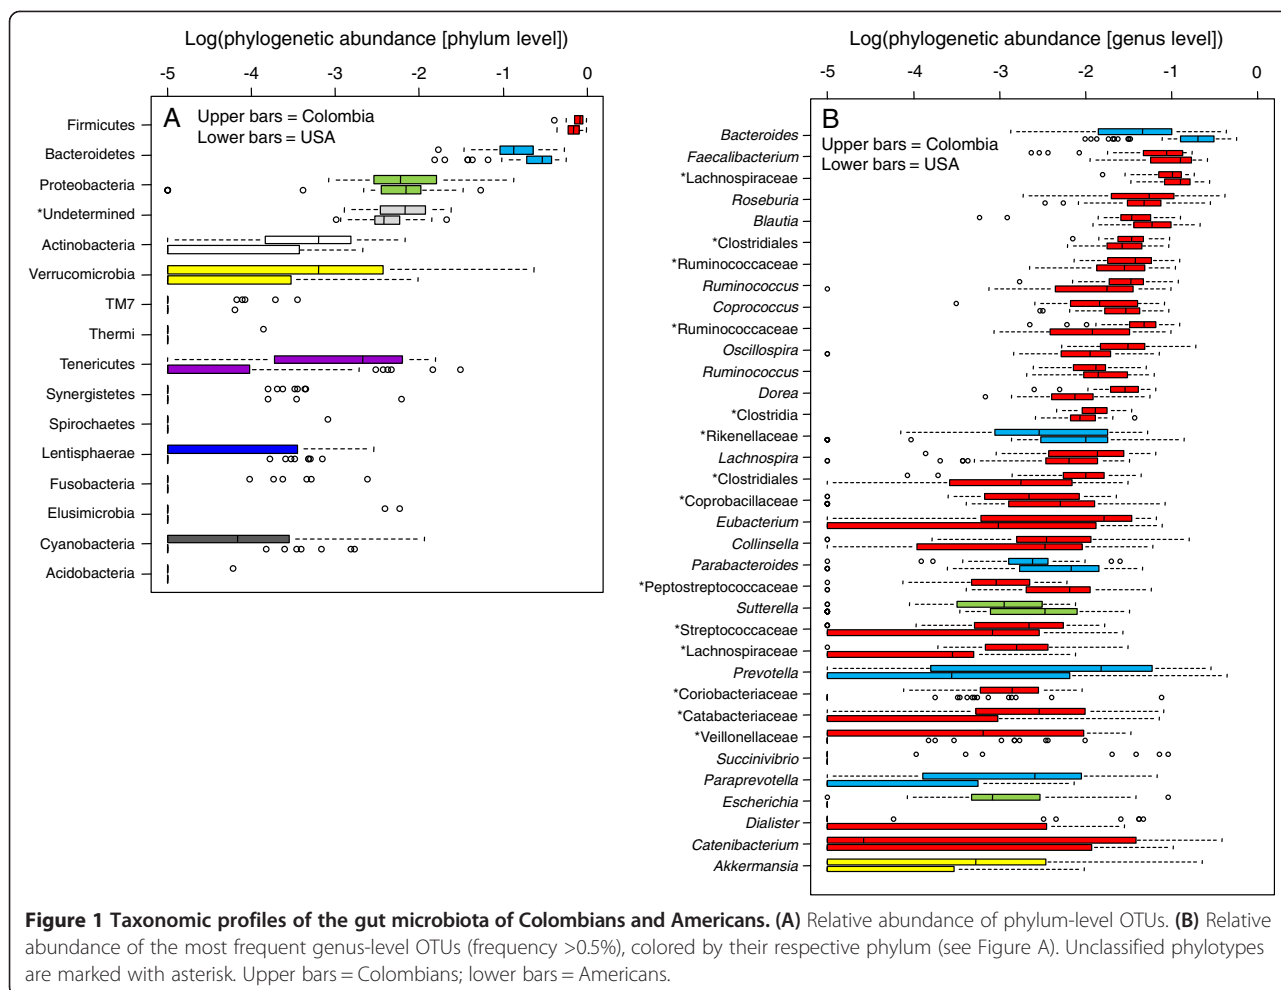 Log(phylogenetic abundance [phylum level])
-5 -4 -3 -2 -1 0
A
Upper bars = Colombia
Lower bars = USA
Firmicutes
Bacteroidetes
Proteobacteria
*Undetermined
Actinobacteria
Verrucomicrobia
TM7
Thermi
Tenericutes
Synergistetes
Spirochaetes
Lentisphaerae
Fusobacteria
Elusimicrobia
Cyanobacteria
Acidobacteria
Log(phylogenetic abundance [genus level])
-5 -4 -3 -2 -1 0
B
Upper bars = Colombia
Lower bars = USA
Bacteroides
Faecalibacterium
*Lachnospiraceae
Roseburia
Blautia
*Clostridiales
*Ruminococcaceae
Ruminococcus
Coprococcus
*Ruminococcaceae
Oscillospira
Ruminococcus
Dorea
*Clostridia
*Rikenellaceae
Lachnospira
*Clostridiales
*Coprobacillaceae
Eubacterium
Collinsella
Parabacteroides
*Peptostreptococcaceae
Sutterella
*Streptococcaceae
*Lachnospiraceae
Prevotella
*Coriobacteriaceae
*Catabacteriaceae
*Veillonellaceae
Succinivibrio
Paraprevotella
Escherichia
Dialister
Catenibacterium
Akkermansia
Figure 1 Taxonomic profiles of the gut microbiota of Colombians and Americans. (A) Relative abundance of phylum-level OTUs. (B) Relative
abundance of the most frequent genus-level OTUs (frequency >0.5%), colored by their respective phylum (see Figure A). Unclassified phylotypes
are marked with asterisk. Upper bars = Colombians; lower bars = Americans.